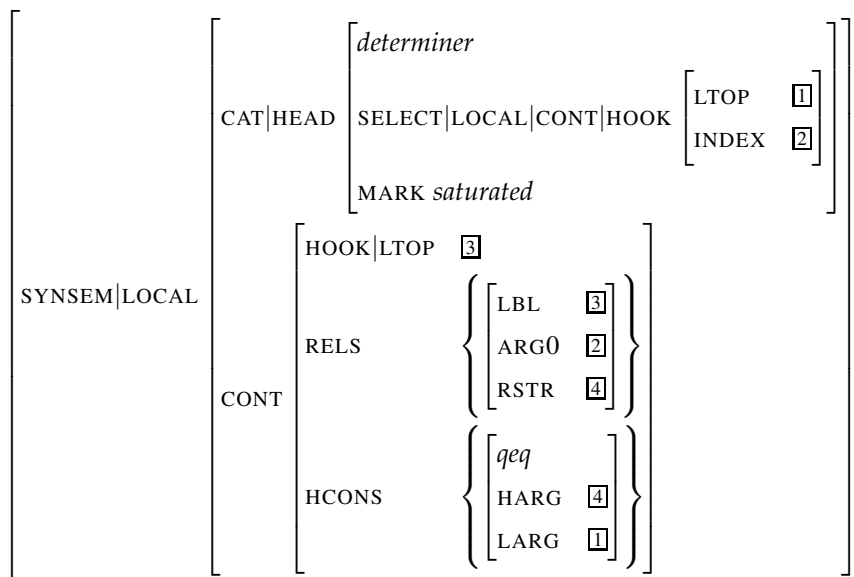 determiner
LTOP 1
CAT|HEAD SELECT|LOCAL|CONT|HOOK
INDEX 2
MARK saturated
HOOK|LTOP 3
SYNSEM|LOCAL
LBL 3
RELS ARG0 2
RSTR 4
CONT
qeq
HCONS HARG 4
LARG 1